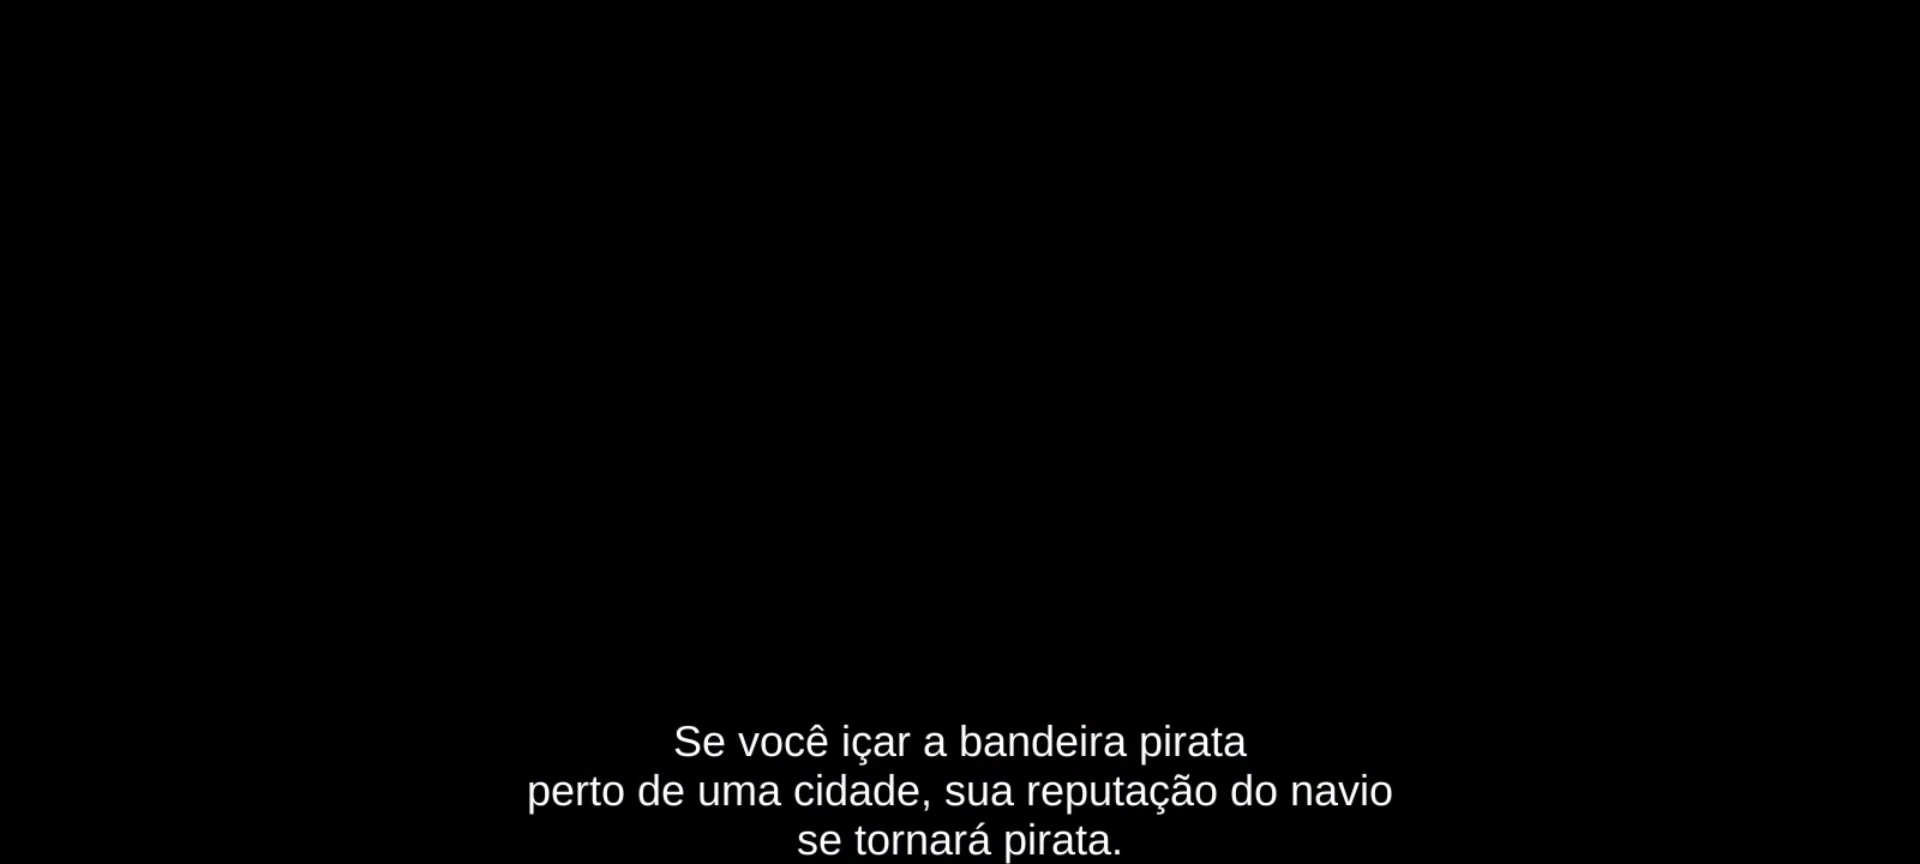 Se você içar a bandeira pirata
perto de uma cidade, sua reputação do navio
se tornará pirata.